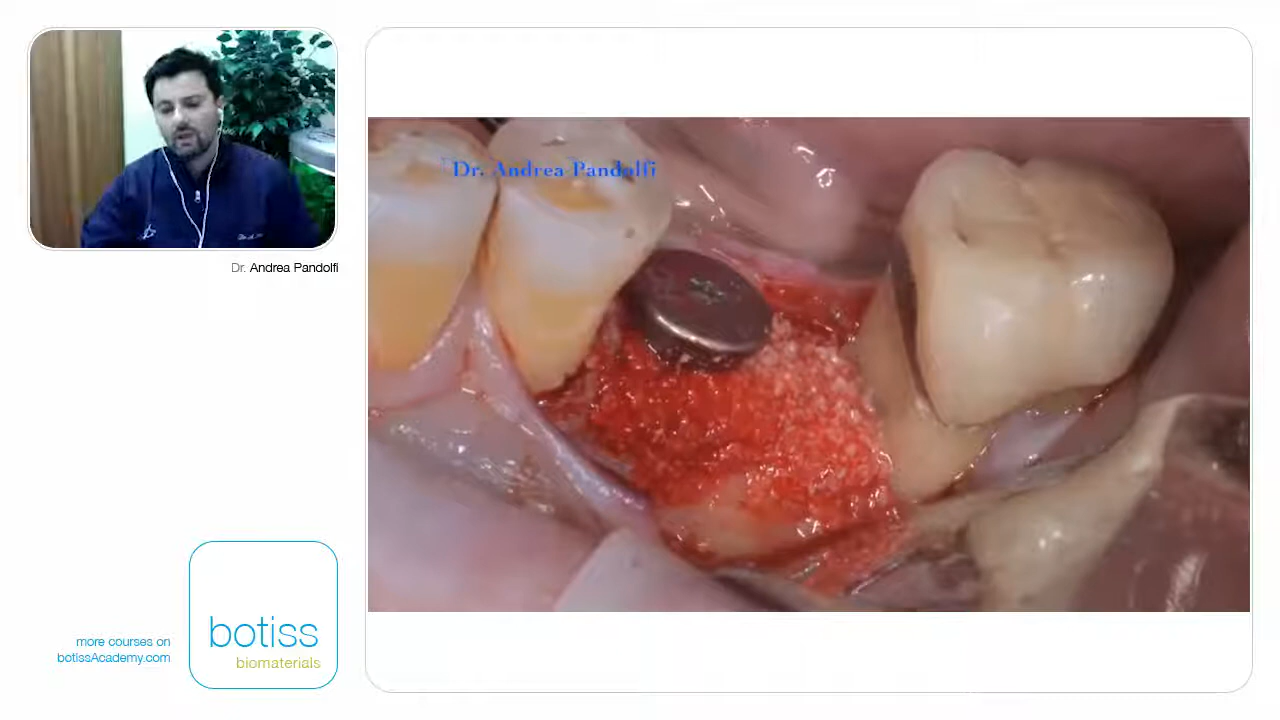 Dr. Andrea Pandolfi
Dr. Andrea Pandolfi
more courses on
botissAcademy.com
botiss
biomaterials